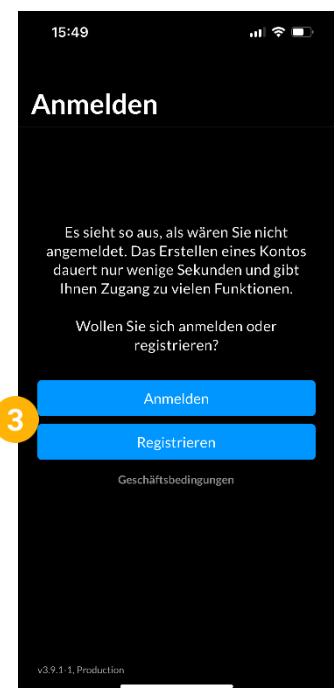 15:49
Anmelden
Es sieht so aus, als wären Sie nicht
angemeldet. Das Erstellen eines Kontos
dauert nur wenige Sekunden und gibt
Ihnen Zugang zu vielen Funktionen.
Wollen Sie sich anmelden oder
registrieren?
Anmelden
3
Registrieren
Geschäftsbedingungen
v3.9.1-1, Production